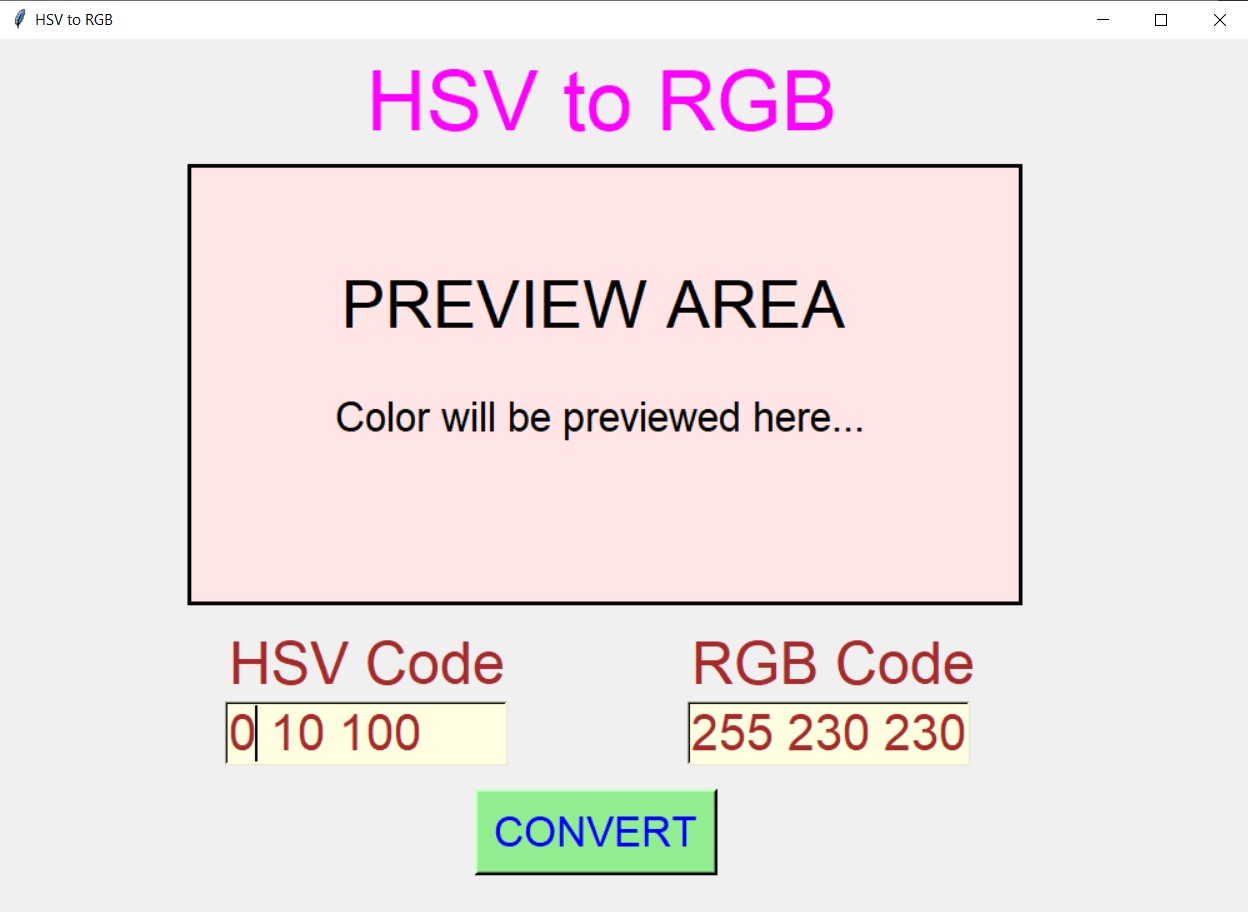 HSV to RGB
HSV to RGB
PREVIEW AREA
Color will be previewed here...
HSV Code RGB Code
0 10 100 255 230 230
CONVERT